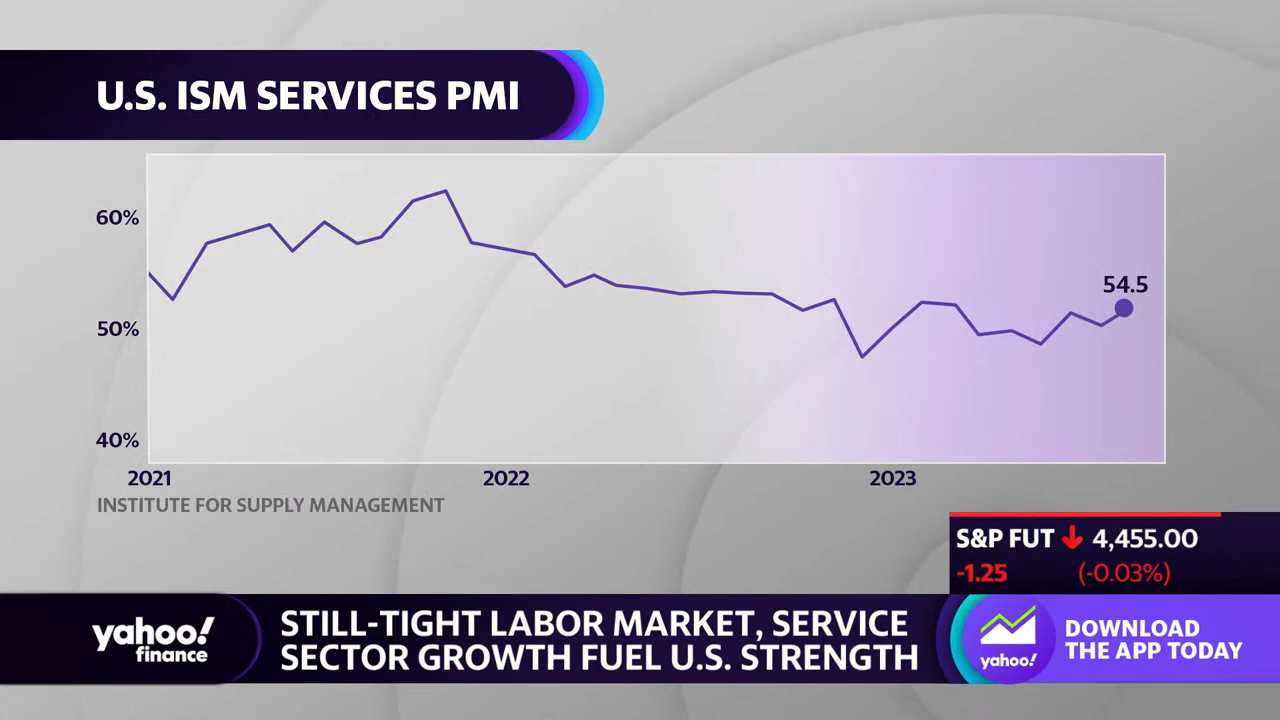 U.S. ISM SERVICES PMI
60%
50%
40%
54.5
2021 2022 2023
INSTITUTE FOR SUPPLY MANAGEMENT
S&P FUT 4,455.00
-1.25 (-0.03%)
yahoo!
finance
STILL-TIGHT LABOR MARKET, SERVICE
SECTOR GROWTH FUEL U.S. STRENGTH
yahoo!
DOWNLOAD
THE APP TODAY